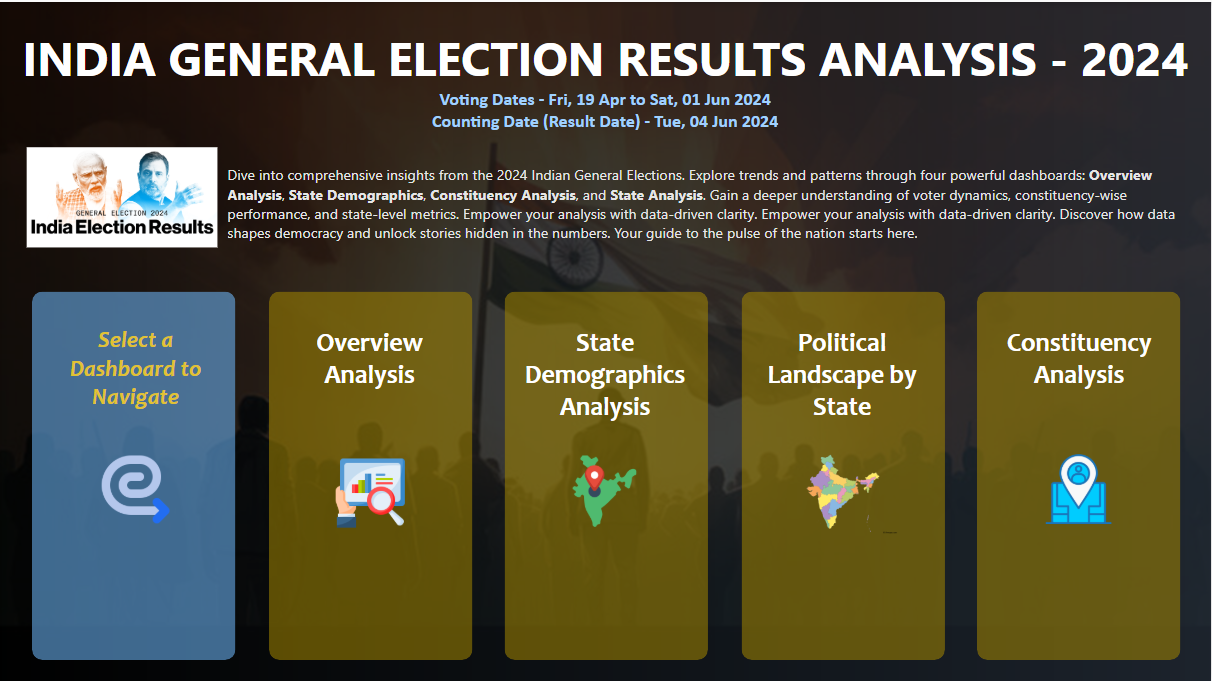 INDIA GENERAL ELECTION RESULTS ANALYSIS - 2024
Voting Dates - Fri, 19 Apr to Sat, 01 Jun 2024
Counting Date (Result Date) - Tue, 04 Jun 2024
GENERAL ELECTION 2024
India Election Results
Dive into comprehensive insights from the 2024 Indian General Elections. Explore trends and patterns through four powerful dashboards: Overview
Analysis, State Demographics, Constituency Analysis, and State Analysis. Gain a deeper understanding of voter dynamics, constituency-wise
performance, and state-level metrics. Empower your analysis with data-driven clarity. Empower your analysis with data-driven clarity. Discover how data
shapes democracy and unlock stories hidden in the numbers. Your guide to the pulse of the nation starts here.
Select a
Dashboard to
Navigate
Overview
Analysis
State
Demographics
Analysis
Political
Landscape by
State
Constituency
Analysis